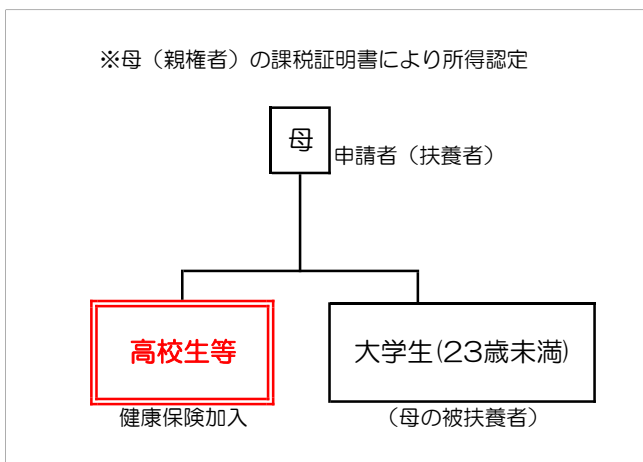 ※母（親権者）の課税証明書により所得認定
母
申請者（扶養者）
高校生等
大学生(23歳未満)
健康保険加入
（母の被扶養者）